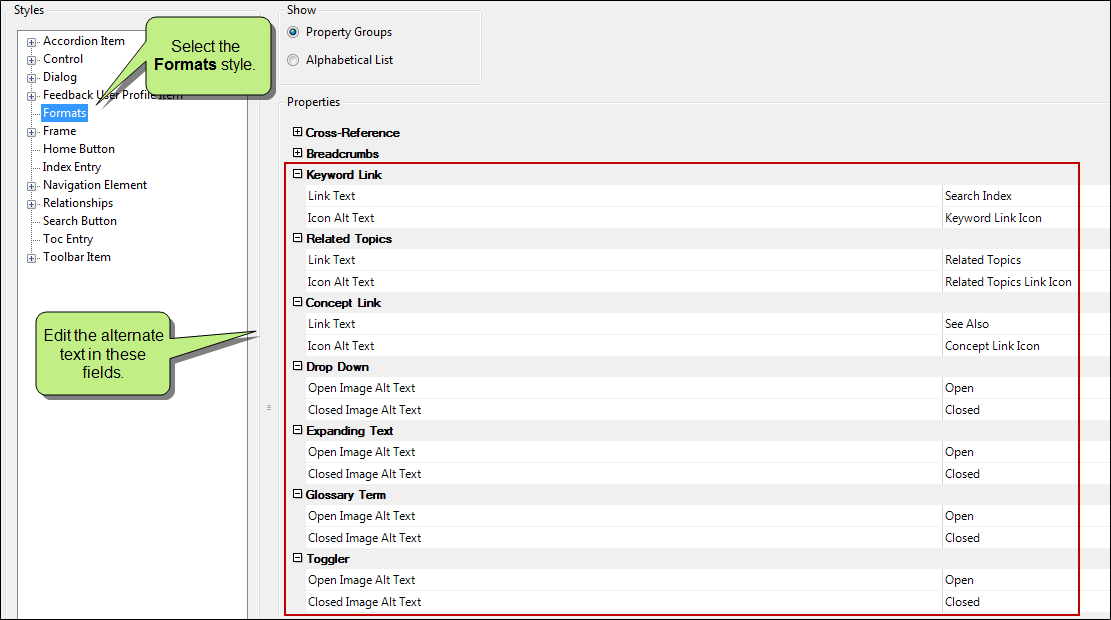 Styles
Accordion Item
Control
Dialog
Feedback User Profile Item
Formats
Frame
Home Button
Index Entry
Navigation Element
Relationships
Search Button
Toc Entry
Toolbar Item
Select the
Formats style.
Edit the alternate
text in these
fields.
Show
Property Groups
Alphabetical List
Properties
Cross-Reference
Breadcrumbs
Keyword Link
Link Text Search Index
Icon Alt Text Keyword Link Icon
Related Topics
Link Text Related Topics
Icon Alt Text Related Topics Link Icon
Concept Link
Link Text See Also
Icon Alt Text Concept Link Icon
Drop Down
Open Image Alt Text Open
Closed Image Alt Text Closed
Expanding Text
Open Image Alt Text Open
Closed Image Alt Text Closed
Glossary Term
Open Image Alt Text Open
Closed Image Alt Text Closed
Toggler
Open Image Alt Text Open
Closed Image Alt Text Closed